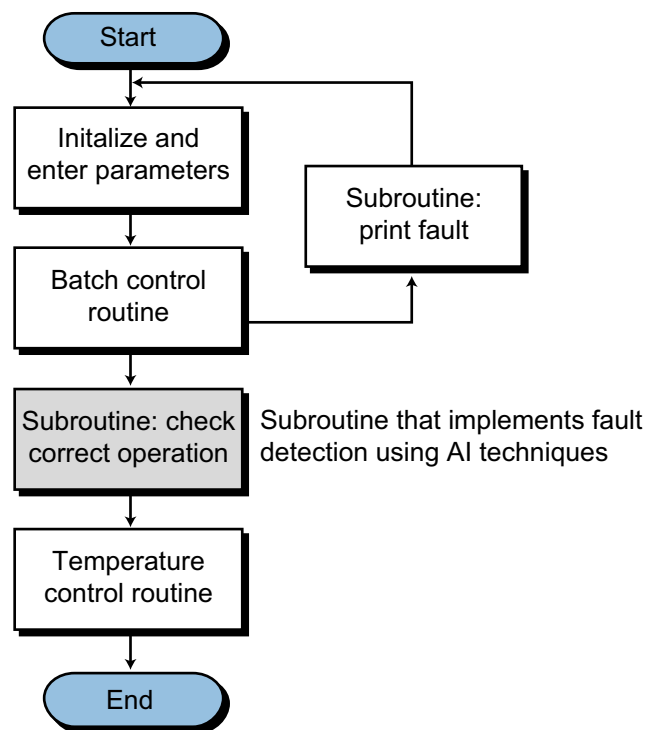 Start
Initalize and
enter parameters
Subroutine:
print fault
Batch control
routine
Subroutine: check
correct operation
Subroutine that implements fault
detection using AI techniques
Temperature
control routine
End